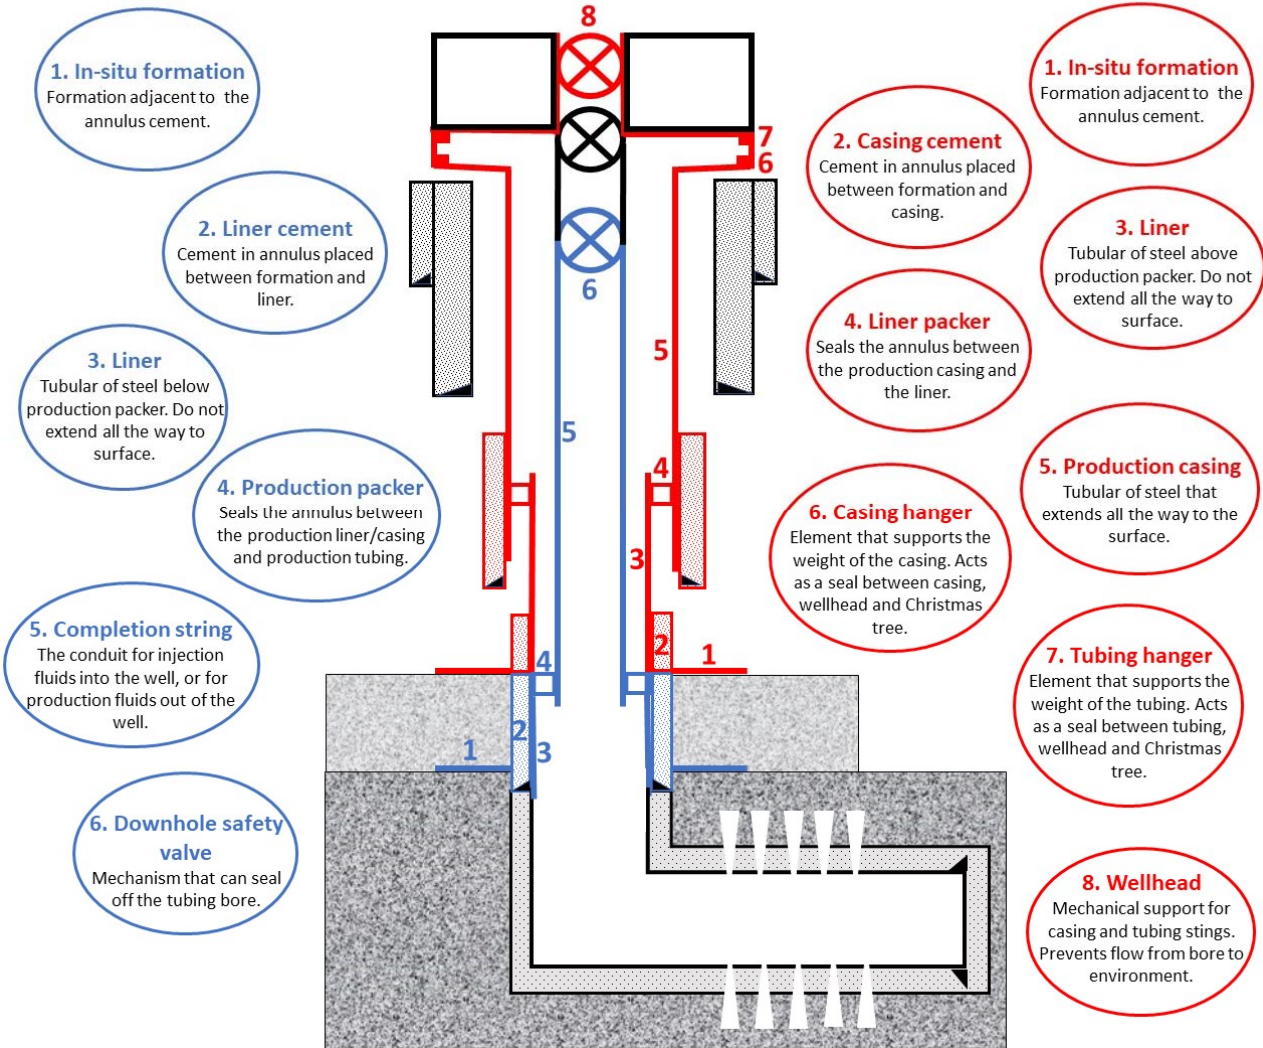 1. In-situ formation
Formation adjacent to the
annulus cement.
2. Liner cement
Cement in annulus placed
between formation and
liner.
3. Liner
Tubular of steel below
production packer. Do not
extend all the way to
surface.
4. Production packer
Seals the annulus between
the production liner/casing
and production tubing.
5. Completion string
The conduit for injection
fluids into the well, or for
production fluids out of the
well.
6. Downhole safety
valve
Mechanism that can seal
off the tubing bore.
8
7
6
6
5
5
4
3
2
1
4
2
3
1
1. In-situ formation
Formation adjacent to the
annulus cement.
2. Casing cement
Cement in annulus placed
between formation and
casing.
3. Liner
Tubular of steel above
production packer. Do not
extend all the way to
surface.
4. Liner packer
Seals the annulus between
the production casing and
the liner.
5. Production casing
Tubular of steel that
extends all the way to the
surface.
6. Casing hanger
Element that supports the
weight of the casing. Acts
as a seal between casing,
wellhead and Christmas
tree.
7. Tubing hanger
Element that supports the
weight of the tubing. Acts
as a seal between tubing,
wellhead and Christmas
tree.
8. Wellhead
Mechanical support for
casing and tubing stings.
Prevents flow from bore to
environment.